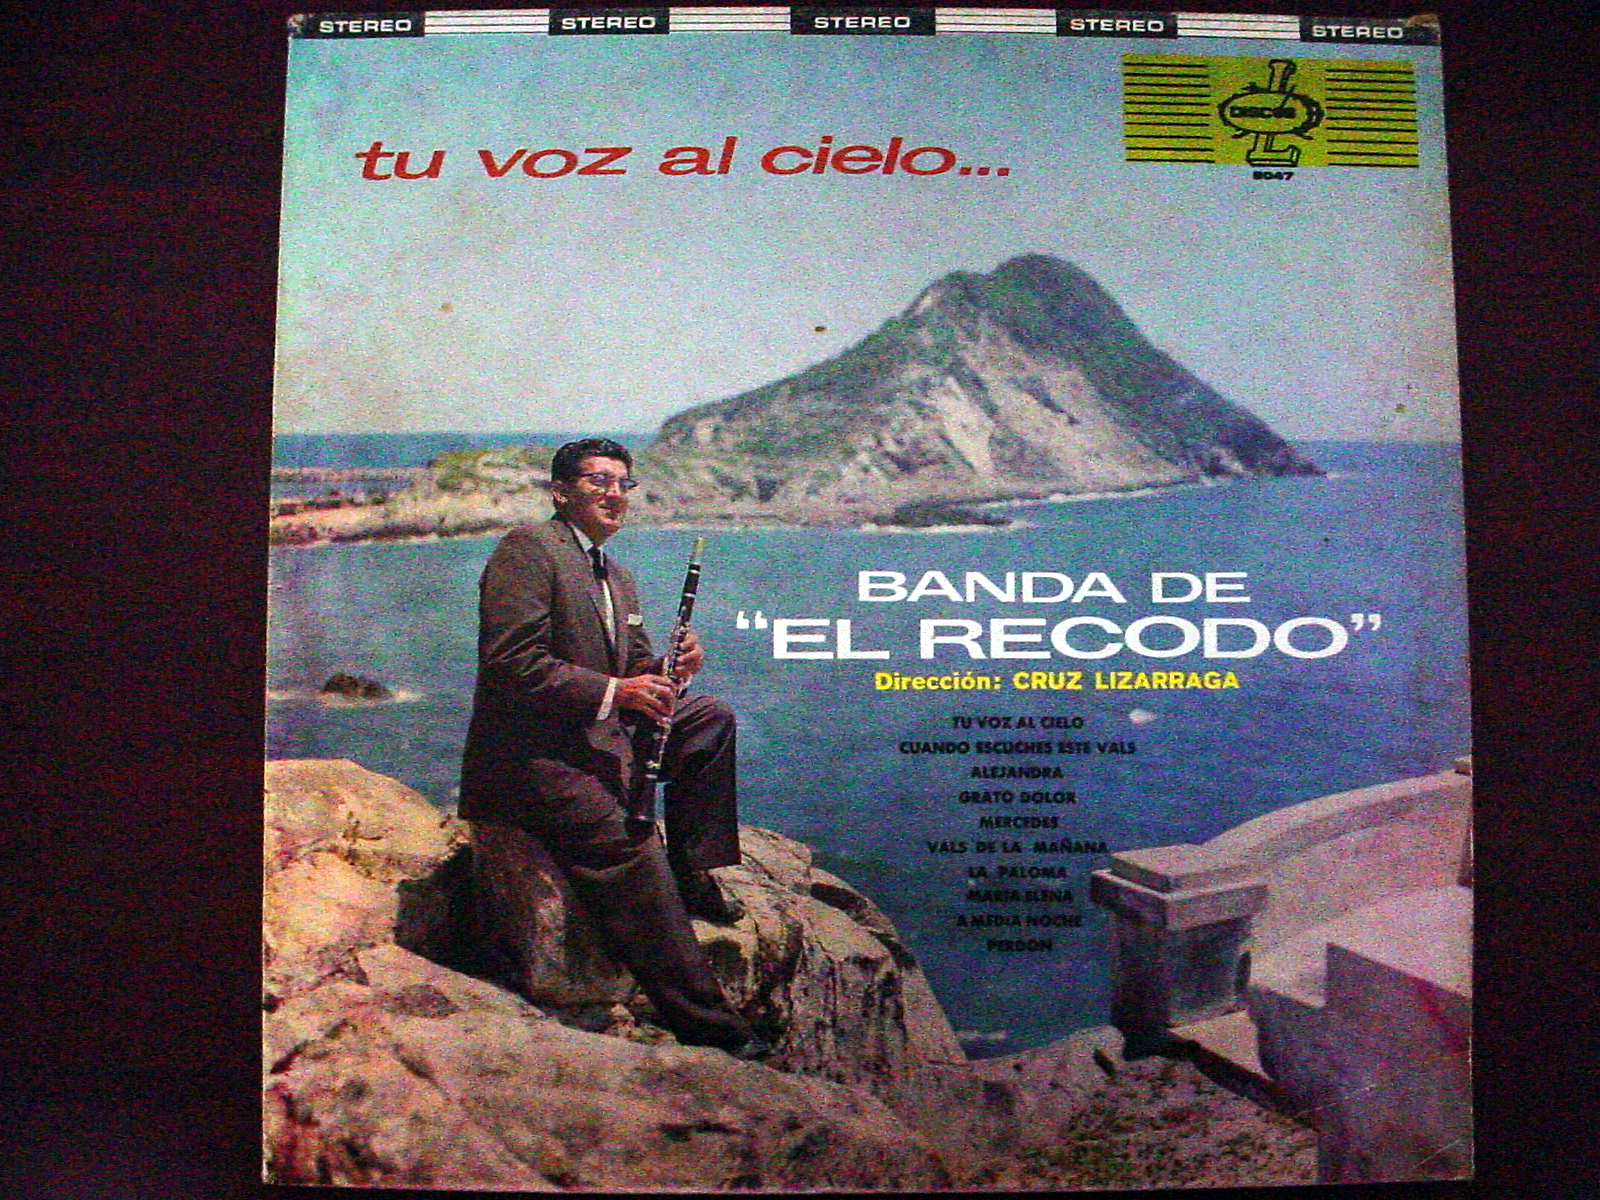 STEREO STEREO STEREO STEREO STEREO
DISCOS
8047
tu voz al cielo...
BANDA DE
“EL RECODO”
Dirección: CRUZ LIZARRAGA
TU VOZ AL CIELO
CUANDO ESCUCHES ESTE VALS
ALEJANDRA
GRATO DOLOR
MERCEDES
VALS DE LA MAÑANA
LA PALOMA
MARIA ELENA
A MEDIA NOCHE
PERDON